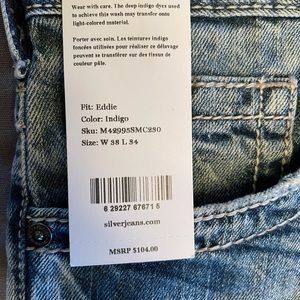 Wear with care. The deep indigo dyes used
to achieve this wash may transfer onto
light-colored material.
Porter avec soin. Les teintures indigo
foncées utilisées pour réaliser ce délavage
peuvent se transférer sur des tissus de
couleur pâle.
Fit: Eddie
Color: Indigo
Sku: M42995SMC280
Size: W 38 L 34
6 29227 67671 5
silverjeans.com
MSRP $104.00